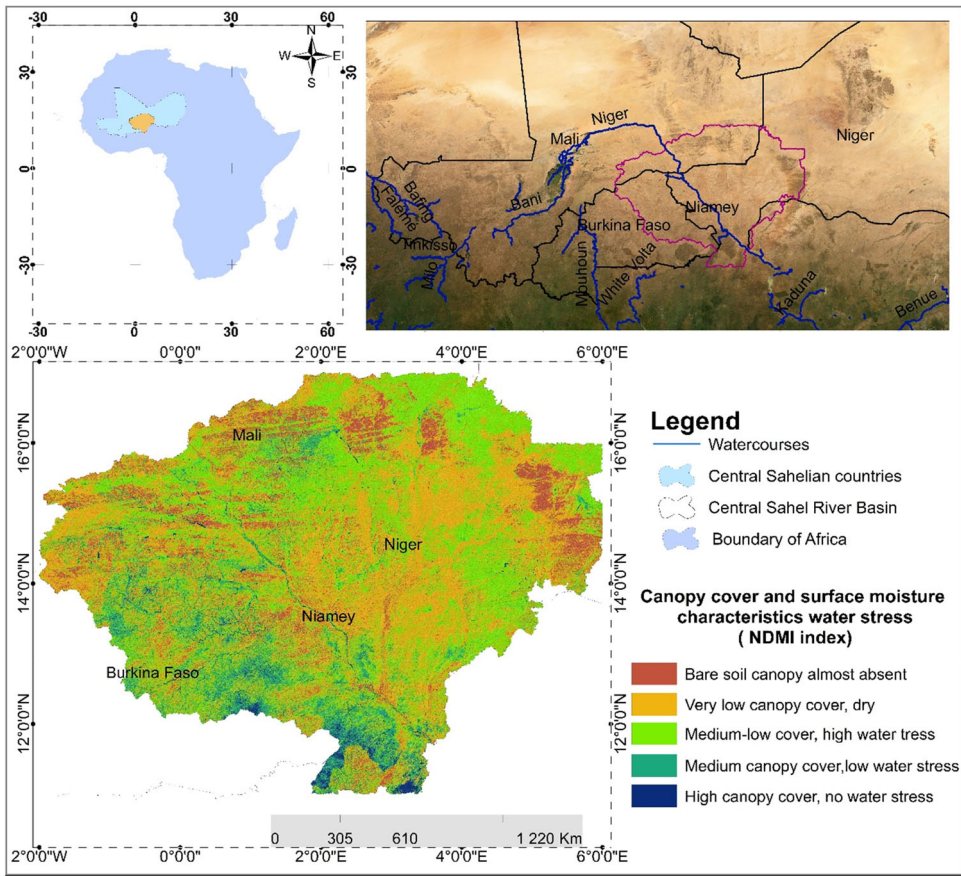 N
W E
S
30
0
-30
-30 0 30 60
30
0
-30
-30 0 30 60
Niger
Mali
Niger
Bafing
Falémé
Bani
Niamey
Burkina Faso
Tinkisso
Milo
Mouhoun
White Volta
Kaduna
Benue
2°0'0"W 0°0'0" 2°0'0"E 4°0'0"E 6°0'0"E
16°0'0"N
14°0'0"N
12°0'0"N
16°0'0"N
14°0'0"N
12°0'0"N
Mali
Niger
Niamey
Burkina Faso
0 305 610 1 220 Km
2°0'0"W 0°0'0" 2°0'0"E 4°0'0"E 6°0'0"E
Legend
Watercourses
Central Sahelian countries
Central Sahel River Basin
Boundary of Africa
Canopy cover and surface moisture
characteristics water stress
( NDMI index)
Bare soil canopy almost absent
Very low canopy cover, dry
Medium-low cover, high water tress
Medium canopy cover,low water stress
High canopy cover, no water stress